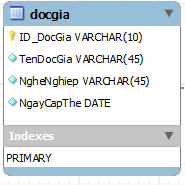 docgia
ID_DocGia VARCHAR(10)
TenDocGia VARCHAR(45)
NgheNghiep VARCHAR(45)
NgayCapThe DATE
Indexes
PRIMARY